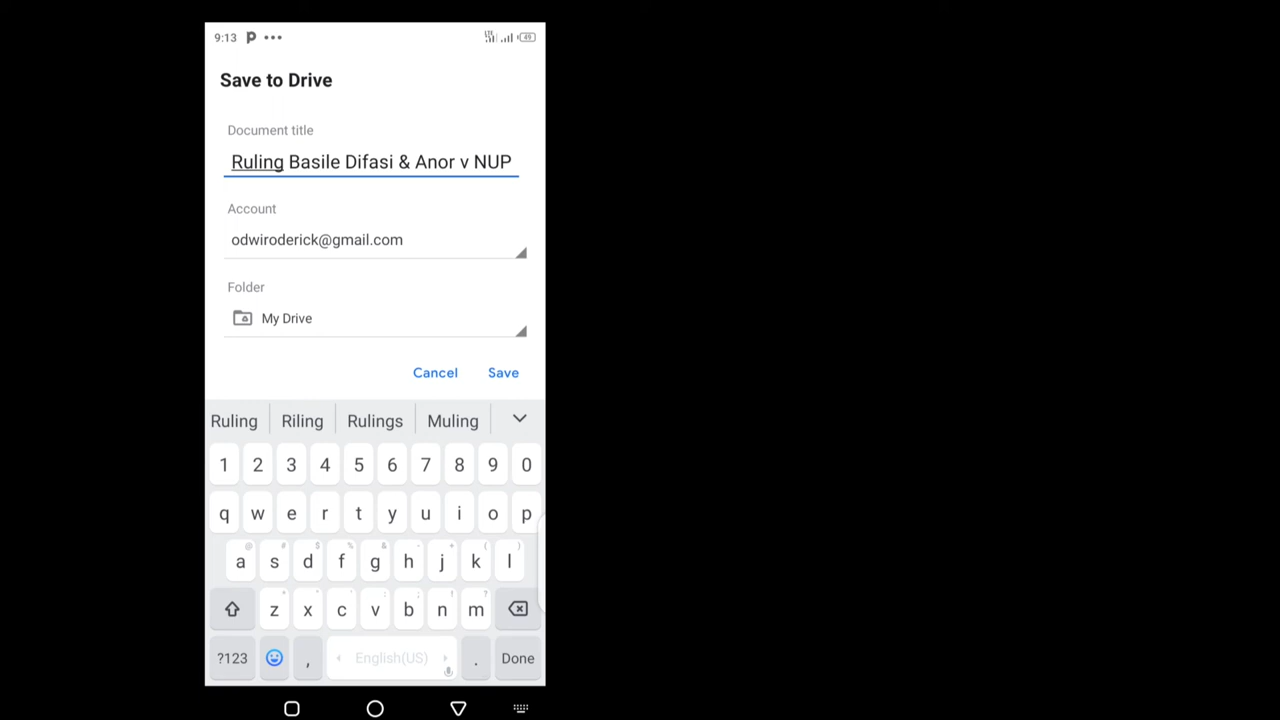 9:13 P •••
LTE 49
Save to Drive
Document title
Ruling Basile Difasi & Anor v NUP
Account
odwiroderick@gmail.com
Folder
My Drive
Cancel Save
Ruling Riling Rulings Muling
1 2 3 4 5 6 7 8 9 0
q w e r t y u i o p
@ # $ % & - + ( )
a s d f g h j k l
z x c v b n m
?123 , English(US) . Done